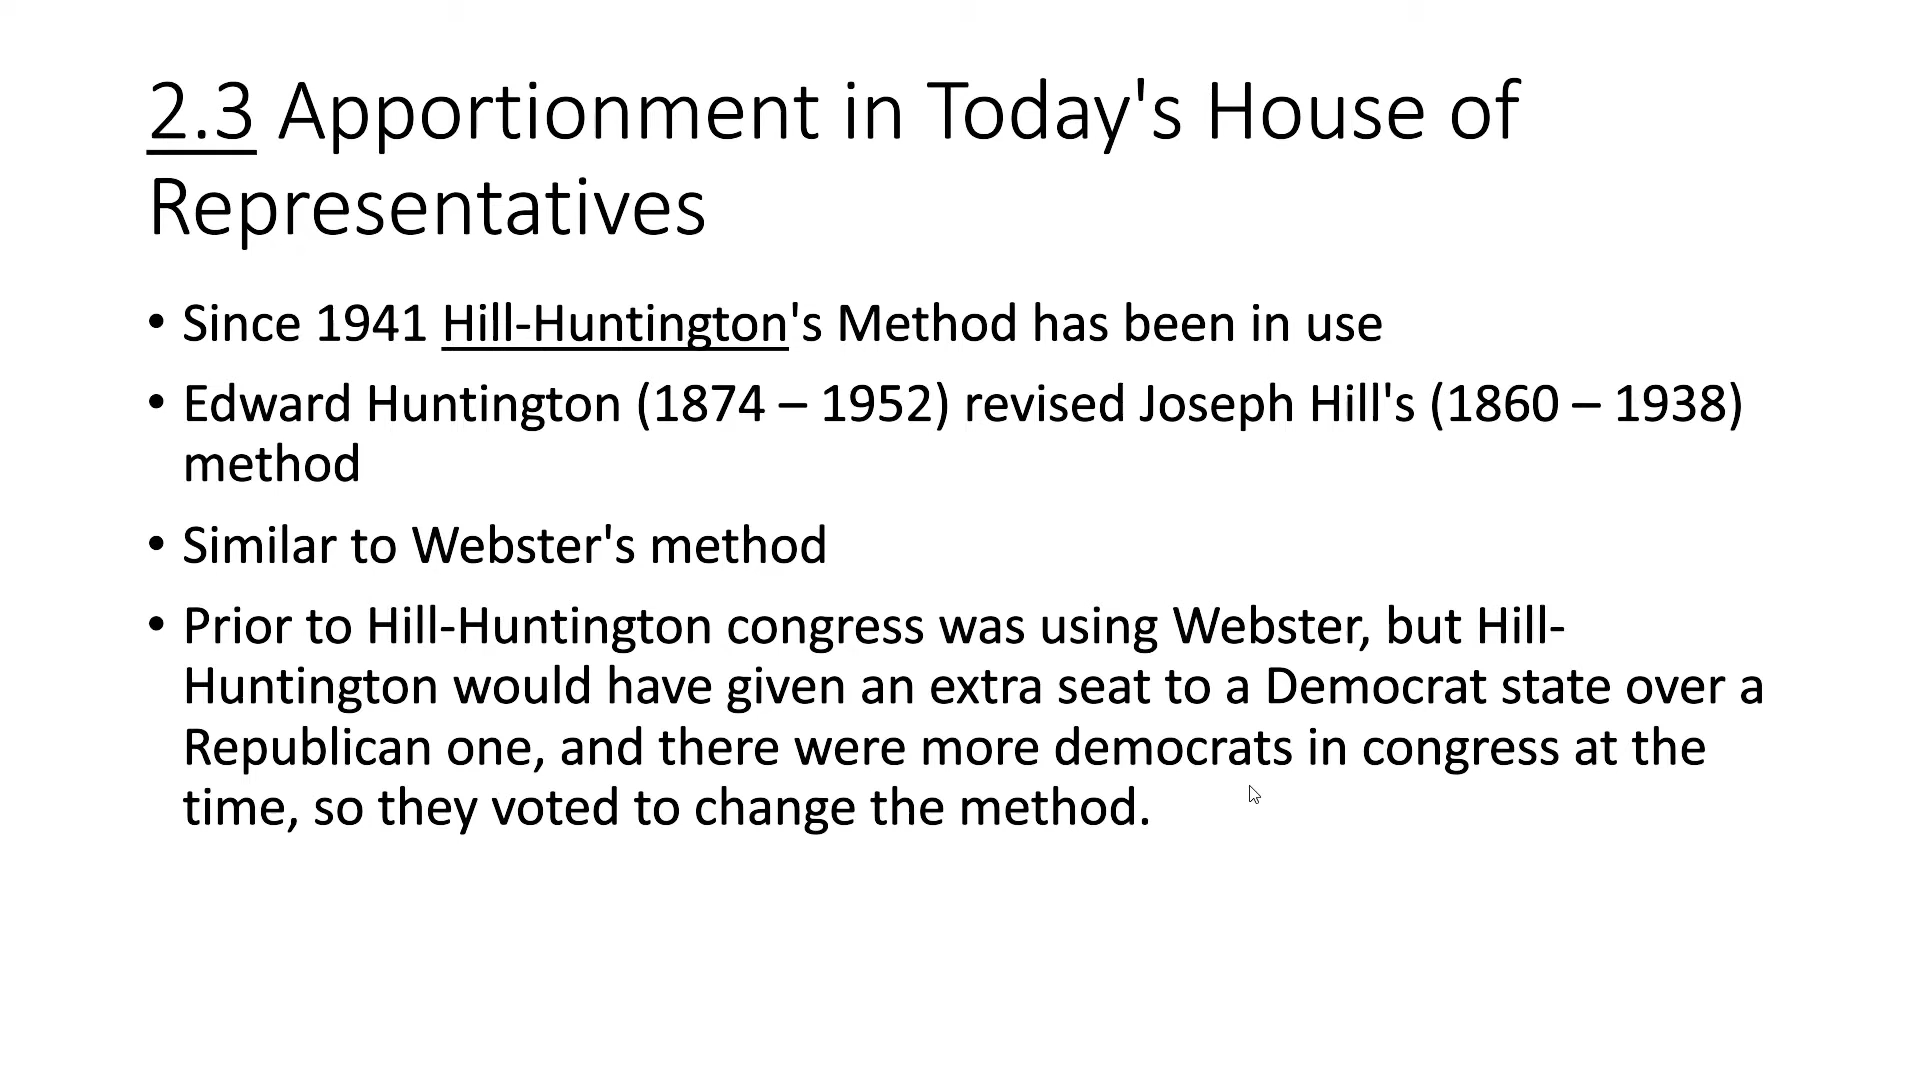 2.3 Apportionment in Today's House of
Representatives
• Since 1941 Hill-Huntington's Method has been in use
• Edward Huntington (1874 – 1952) revised Joseph Hill's (1860 – 1938)
method
• Similar to Webster's method
• Prior to Hill-Huntington congress was using Webster, but Hill-
Huntington would have given an extra seat to a Democrat state over a
Republican one, and there were more democrats in congress at the
time, so they voted to change the method.